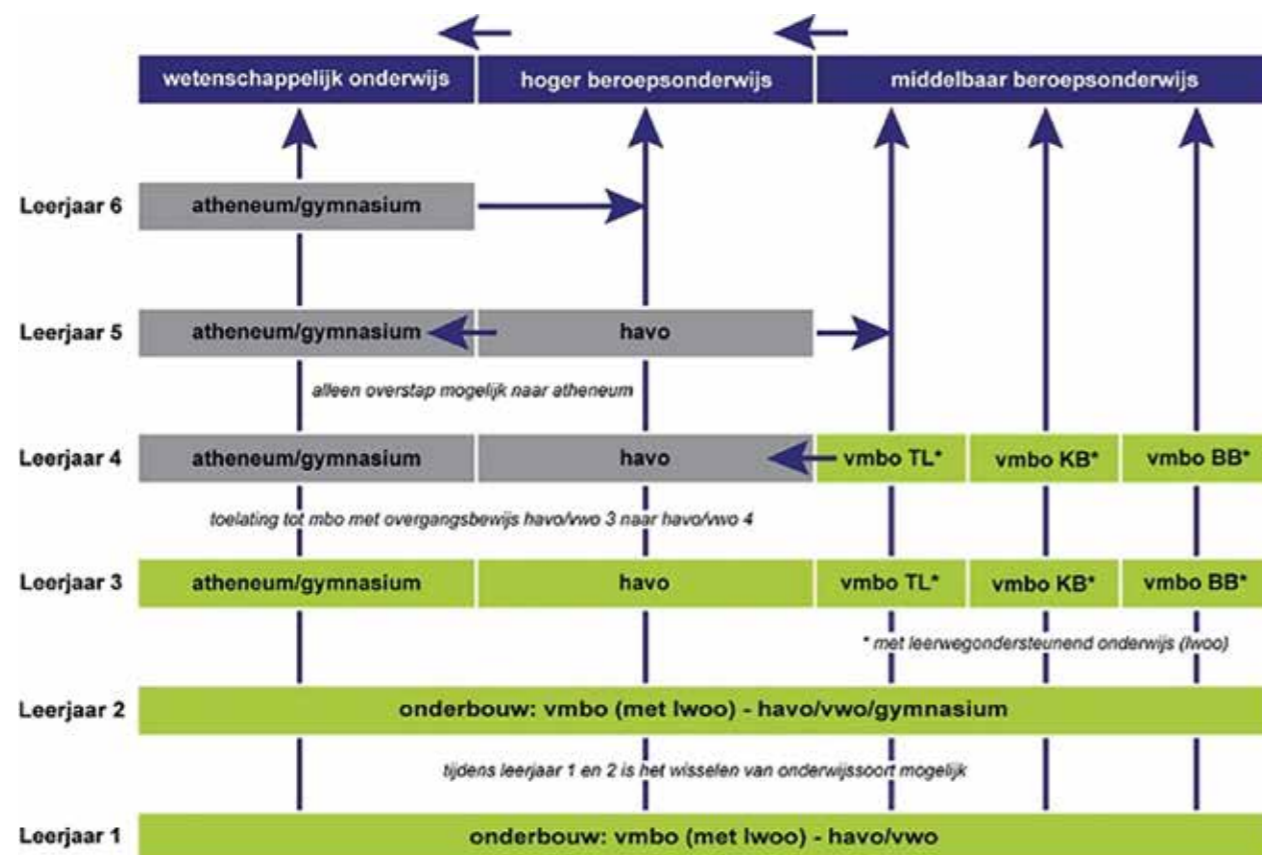 wetenschappelijk onderwijs hoger beroepsonderwijs middelbaar beroepsonderwijs
Leerjaar 6 atheneum/gymnasium
Leerjaar 5 atheneum/gymnasium havo
alleen overstap mogelijk naar atheneum
Leerjaar 4 atheneum/gymnasium havo vmbo TL* vmbo KB* vmbo BB*
toelating tot mbo met overgangsbewijs havo/vwo 3 naar havo/vwo 4
Leerjaar 3 atheneum/gymnasium havo vmbo TL* vmbo KB* vmbo BB*
* met leerwegondersteunend onderwijs (lwoo)
Leerjaar 2 onderbouw: vmbo (met lwoo) - havo/vwo/gymnasium
tijdens leerjaar 1 en 2 is het wisselen van onderwijssoort mogelijk
Leerjaar 1 onderbouw: vmbo (met lwoo) - havo/vwo